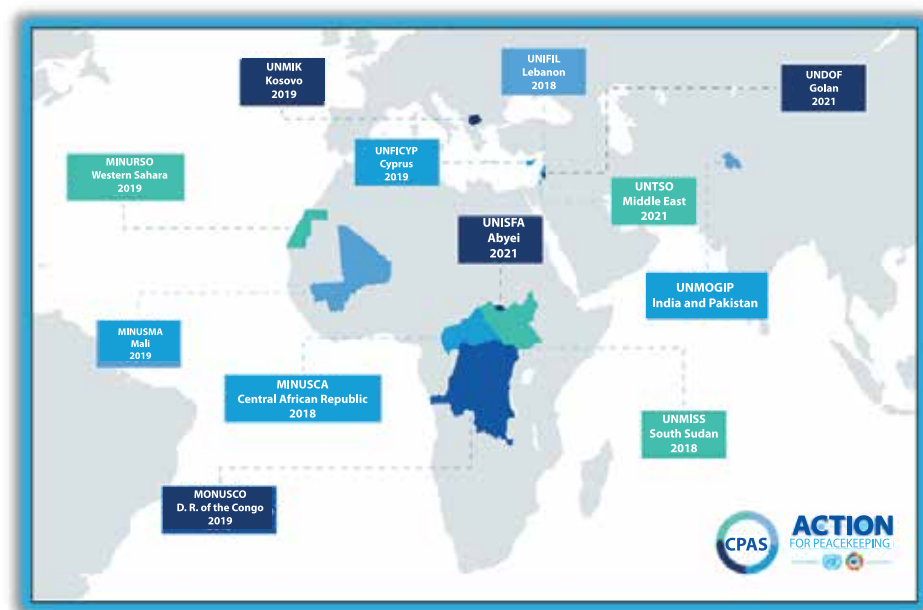 UNMIK
Kosovo
2019
UNIFIL
Lebanon
2018
UNDOF
Golan
2021
UNFICYP
Cyprus
2019
MINURSO
Western Sahara
2019
UNTSO
Middle East
2021
UNISFA
Abyei
2021
UNMOGIP
India and Pakistan
MINUSMA
Mali
2019
MINUSCA
Central African Republic
2018
UNMISS
South Sudan
2018
MONUSCO
D. R. of the Congo
2019
CPAS
ACTION
FOR PEACEKEEPING